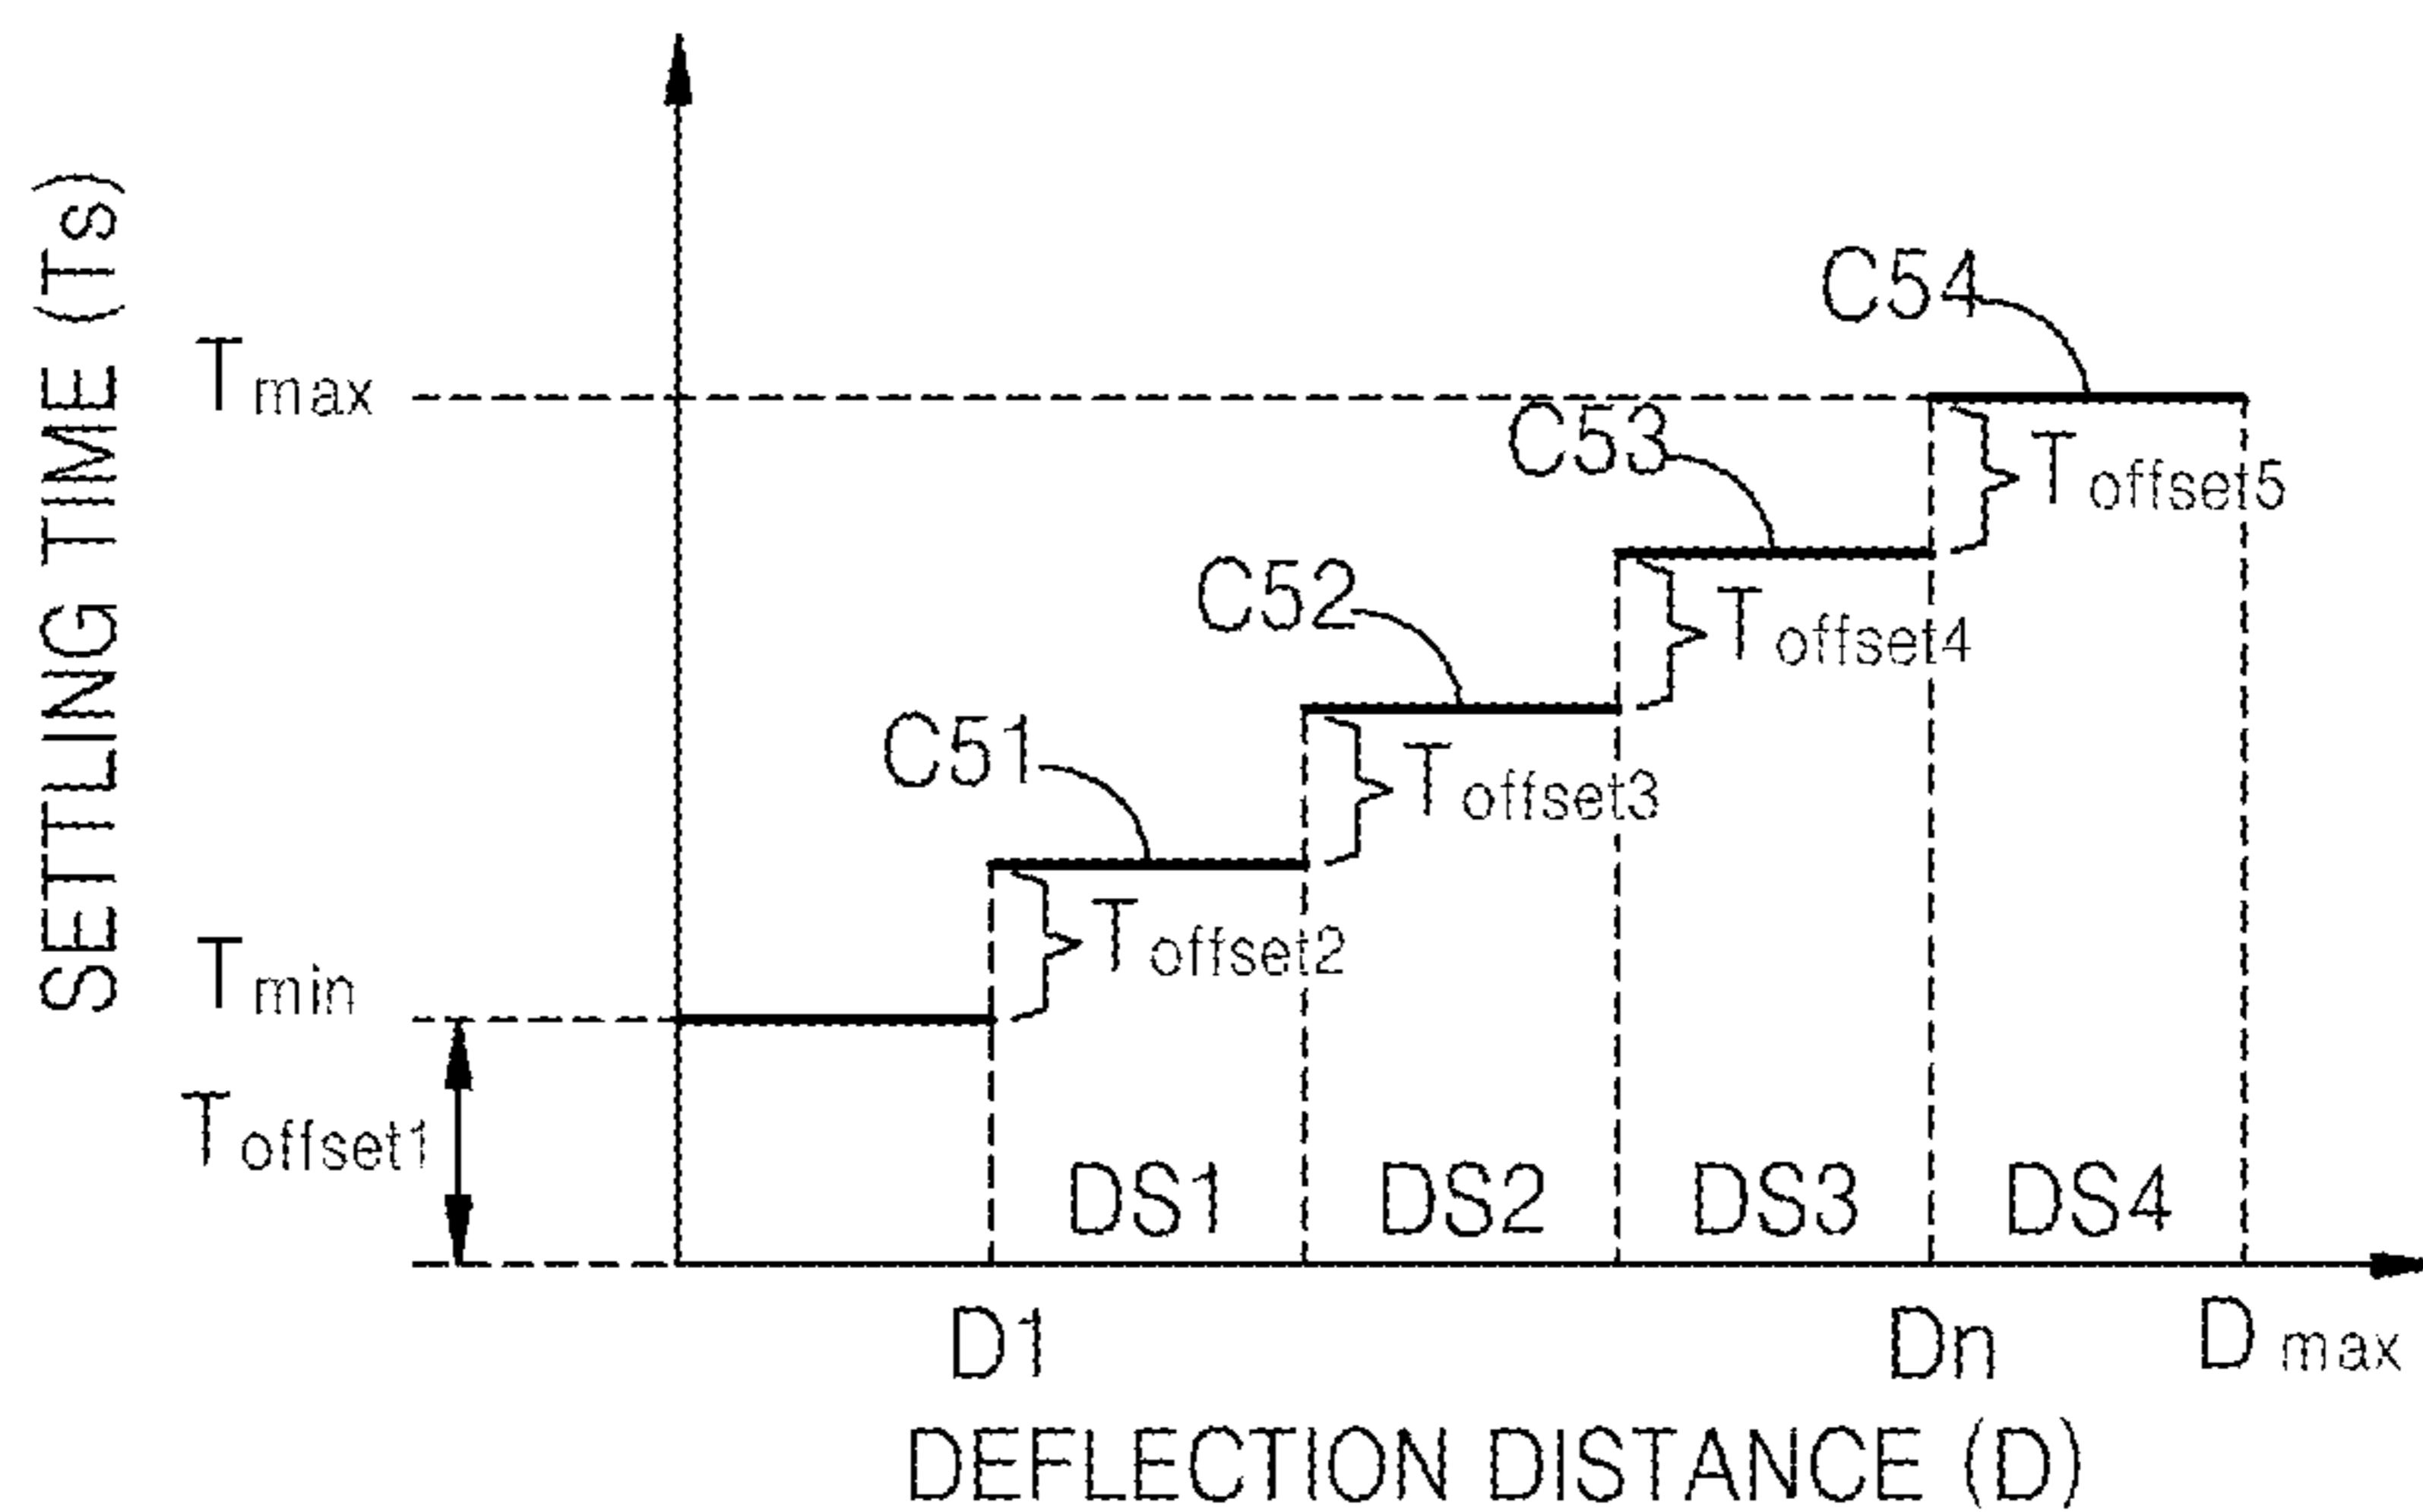 SETTLING TIME (Ts)
Tmax
C54
C53
Toffset5
C52
Toffset4
C51
Toffset3
Tmin
Toffset2
Toffset1
DS1 DS2 DS3 DS4
D1 Dn Dmax
DEFLECTION DISTANCE (D)